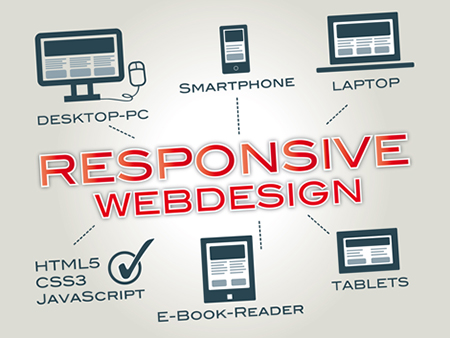 DESKTOP-PC
SMARTPHONE
LAPTOP
RESPONSIVE
WEBDESIGN
HTML5
CSS3
JAVASCRIPT
E-BOOK-READER
TABLETS